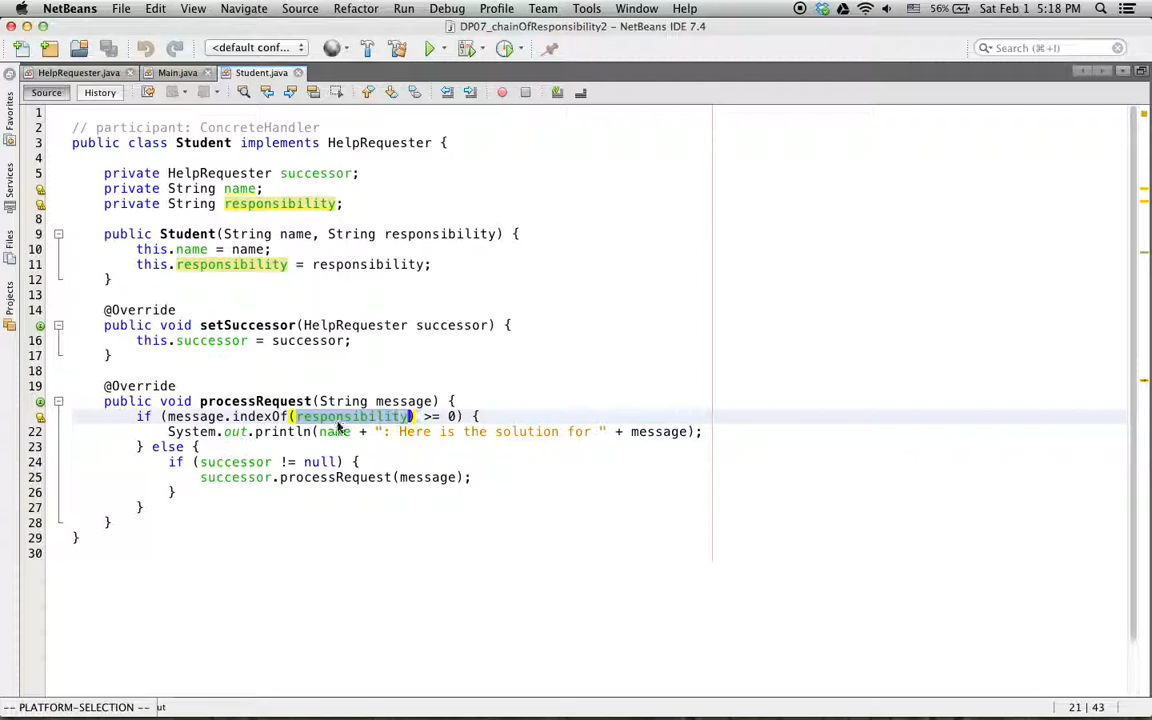 NetBeans File Edit View Navigate Source Refactor Run Debug Profile Team Tools Window Help 56% Sat Feb 1 5:18 PM
DP07_chainOfResponsibility2 - NetBeans IDE 7.4
<default conf... Search (⌘+I)
HelpRequester.java Main.java Student.java
Source History
Favorites
Services
Files
Projects
1
2 // participant: ConcreteHandler
3 public class Student implements HelpRequester {
4
5 private HelpRequester successor;
private String name;
private String responsibility;
8
9 public Student(String name, String responsibility) {
10 this.name = name;
11 this.responsibility = responsibility;
12 }
13
14 @Override
public void setSuccessor(HelpRequester successor) {
16 this.successor = successor;
17 }
18
19 @Override
public void processRequest(String message) {
if (message.indexOf(responsibility) >= 0) {
22 System.out.println(name + ": Here is the solution for " + message);
23 } else {
24 if (successor != null) {
25 successor.processRequest(message);
26 }
27 }
28 }
29 }
30
-- PLATFORM-SELECTION -- ut 21 | 43